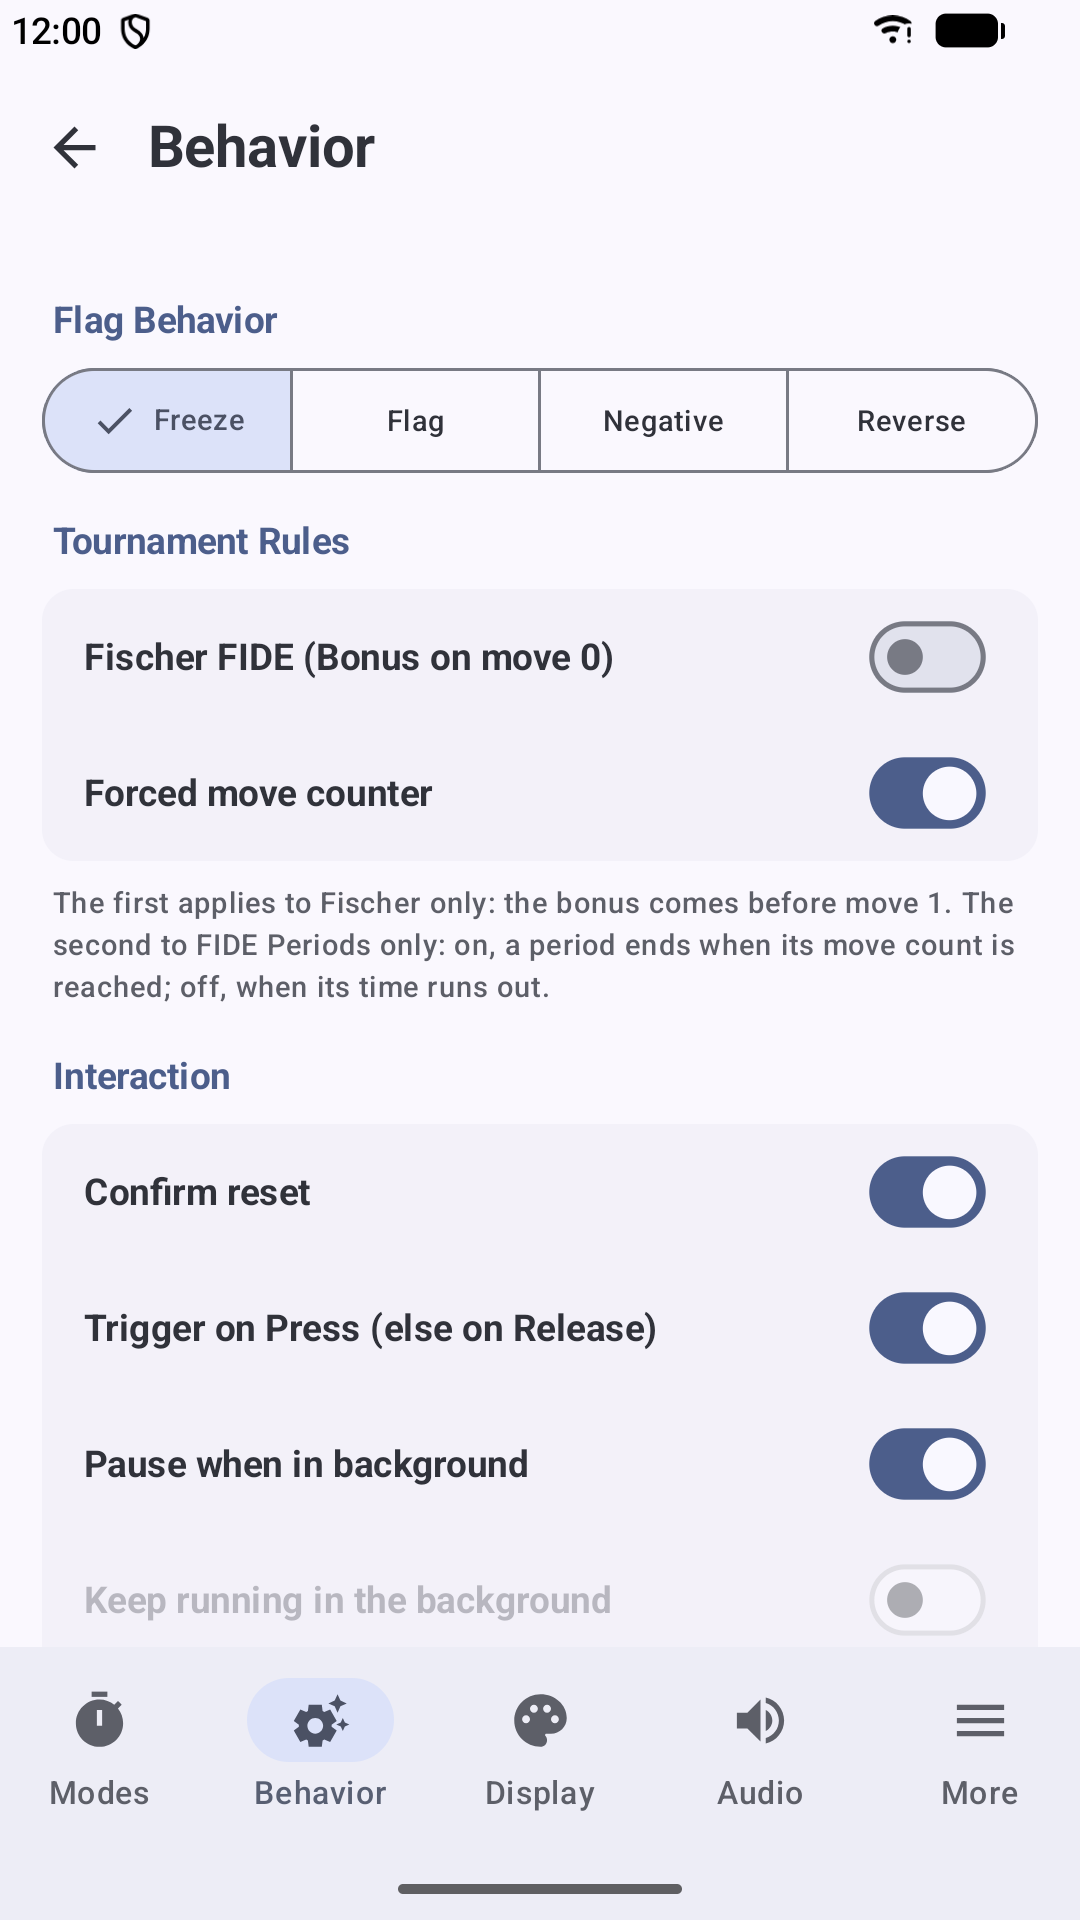 12:00
Behavior
Flag Behavior
Freeze Flag Negative Reverse
Tournament Rules
Fischer FIDE (Bonus on move 0)
Forced move counter
The first applies to Fischer only: the bonus comes before move 1. The
second to FIDE Periods only: on, a period ends when its move count is
reached; off, when its time runs out.
Interaction
Confirm reset
Trigger on Press (else on Release)
Pause when in background
Keep running in the background
Modes Behavior Display Audio More